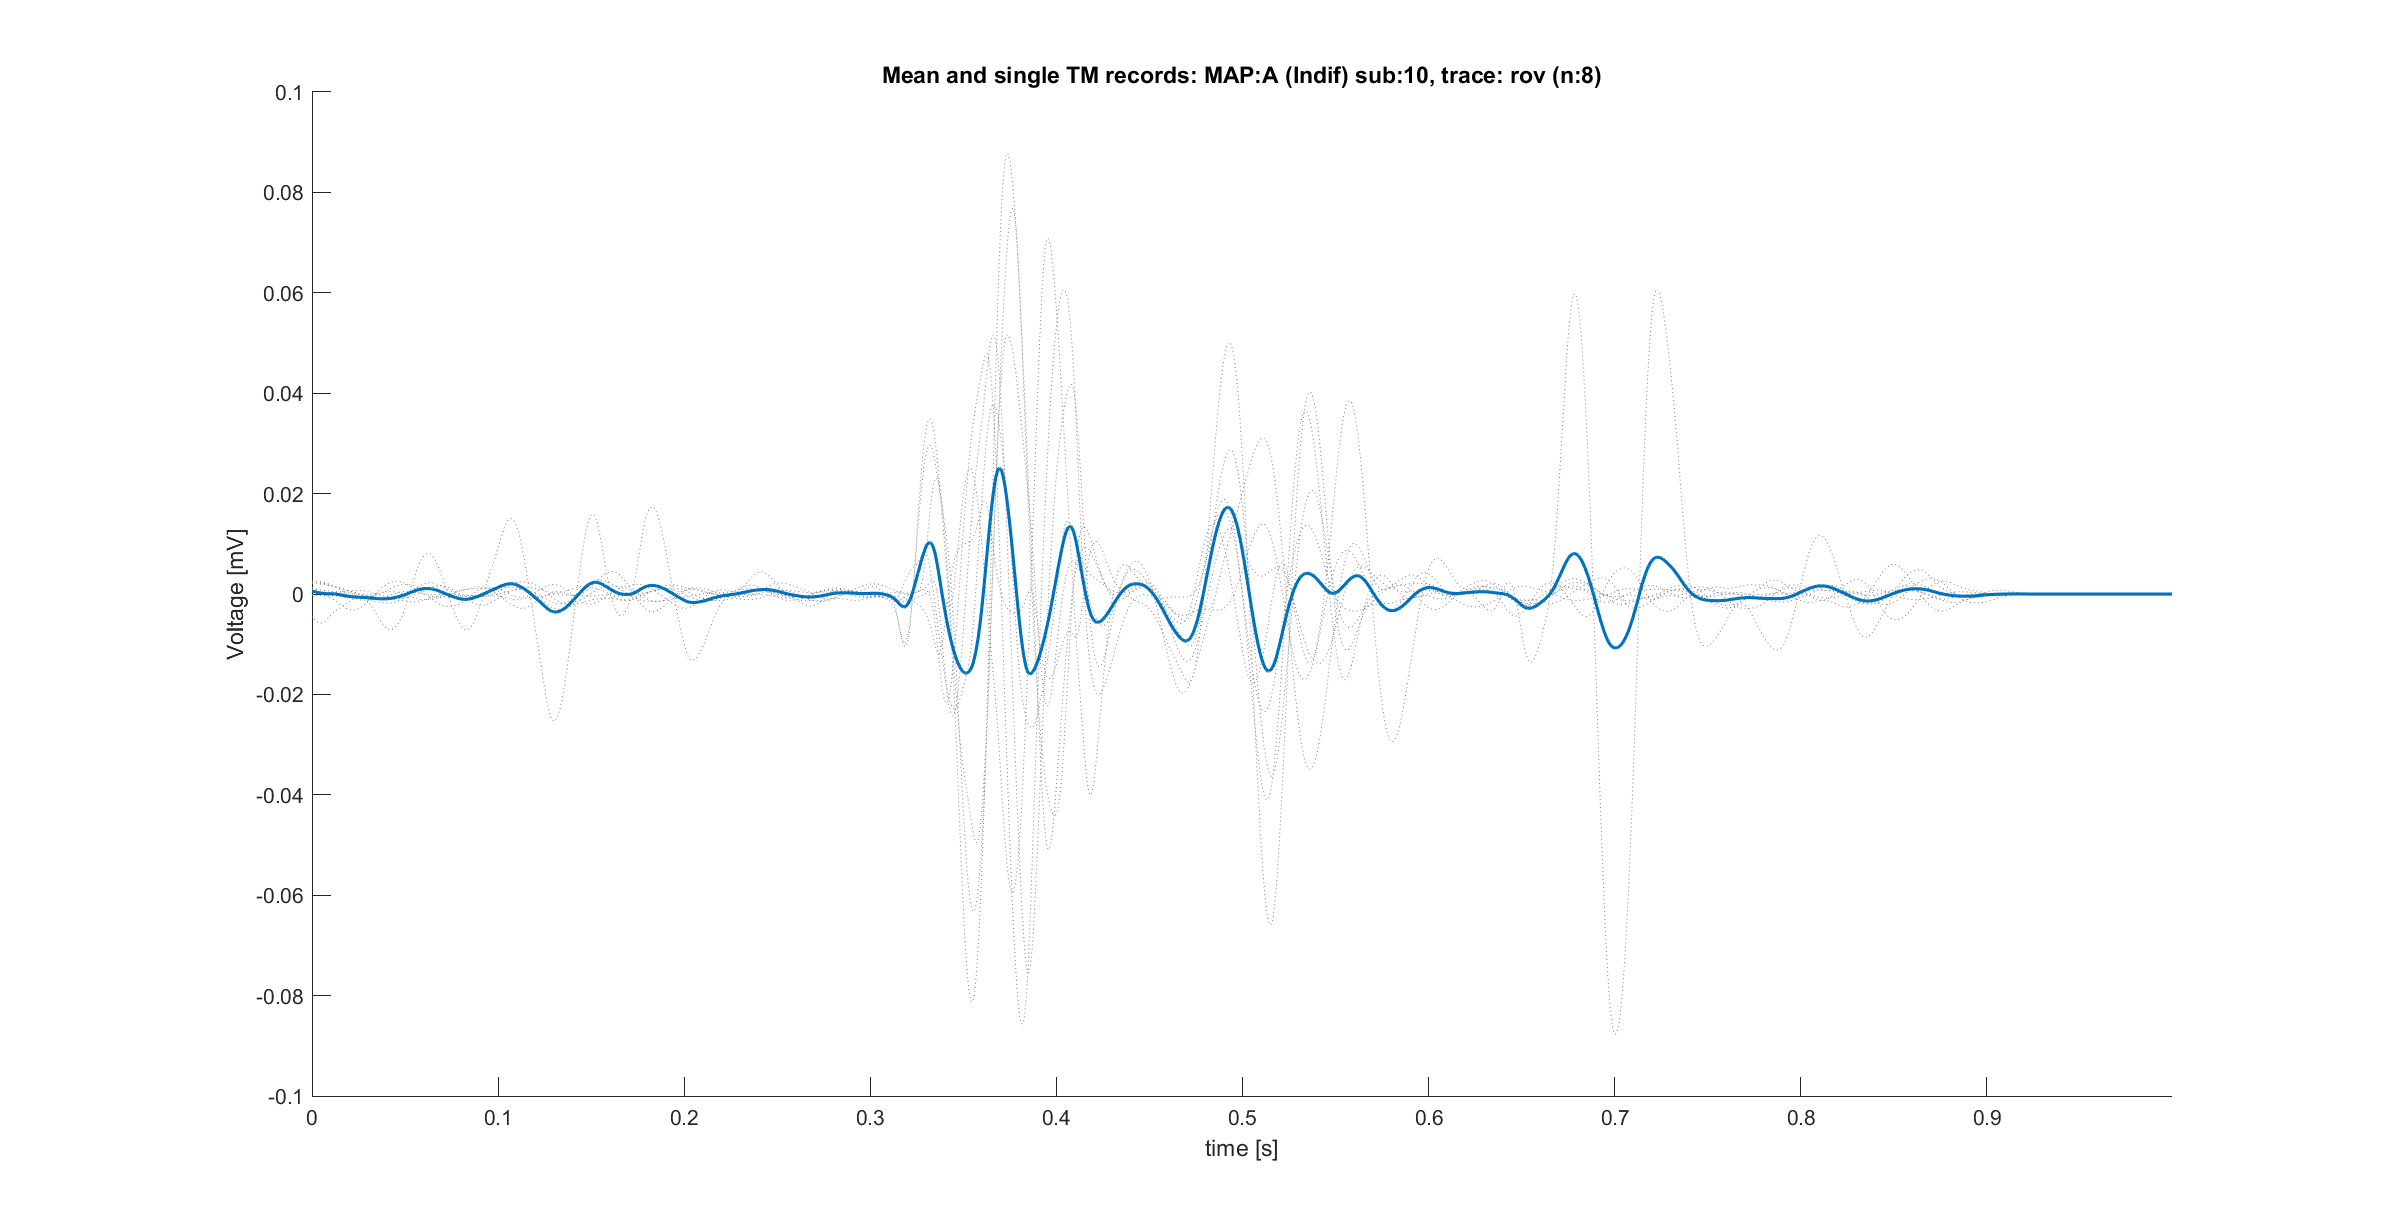 Mean and single TM records: MAP:A (Indif) sub:10, trace: rov (n:8)
0.1
0.08
0.06
0.04
0.02
0
-0.02
-0.04
-0.06
-0.08
-0.1
Voltage [mV]
0 0.1 0.2 0.3 0.4 0.5 0.6 0.7 0.8 0.9
time [s]